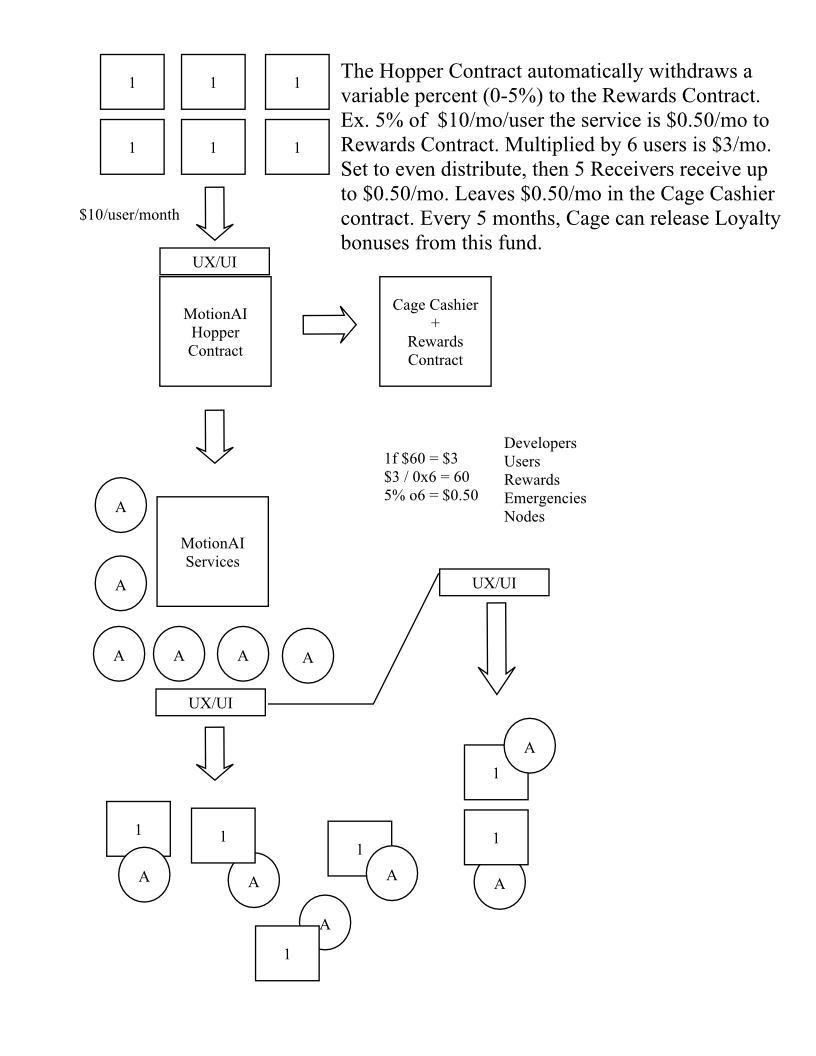 1 1 1
The Hopper Contract automatically withdraws a
variable percent (0-5%) to the Rewards Contract.
Ex. 5% of  $10/mo/user the service is $0.50/mo to
Rewards Contract. Multiplied by 6 users is $3/mo.
Set to even distribute, then 5 Receivers receive up
to $0.50/mo. Leaves $0.50/mo in the Cage Cashier
contract. Every 5 months, Cage can release Loyalty
bonuses from this fund.
1 1 1
$10/user/month
UX/UI
MotionAI
Hopper
Contract
Cage Cashier
+
Rewards
Contract
1f $60 = $3
$3 / 0x6 = 60
5% o6 = $0.50
Developers
Users
Rewards
Emergencies
Nodes
A
MotionAI
Services
A
UX/UI
A A A A
UX/UI
A
1
1
A
1
A
1
A
1
A
A
1